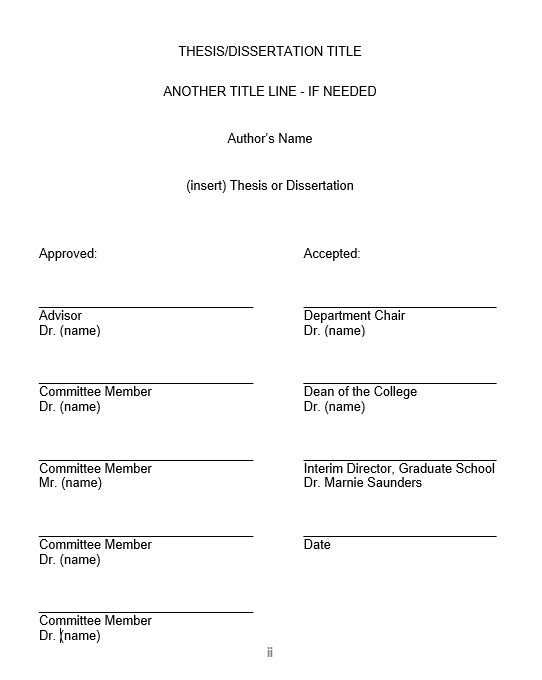 THESIS/DISSERTATION TITLE
ANOTHER TITLE LINE - IF NEEDED
Author's Name
(insert) Thesis or Dissertation
Approved:
Advisor
Dr. (name)
Committee Member
Dr. (name)
Committee Member
Mr. (name)
Committee Member
Dr. (name)
Committee Member
Dr. (name)
Accepted:
Department Chair
Dr. (name)
Dean of the College
Dr. (name)
Interim Director, Graduate School
Dr. Marnie Saunders
Date
ii